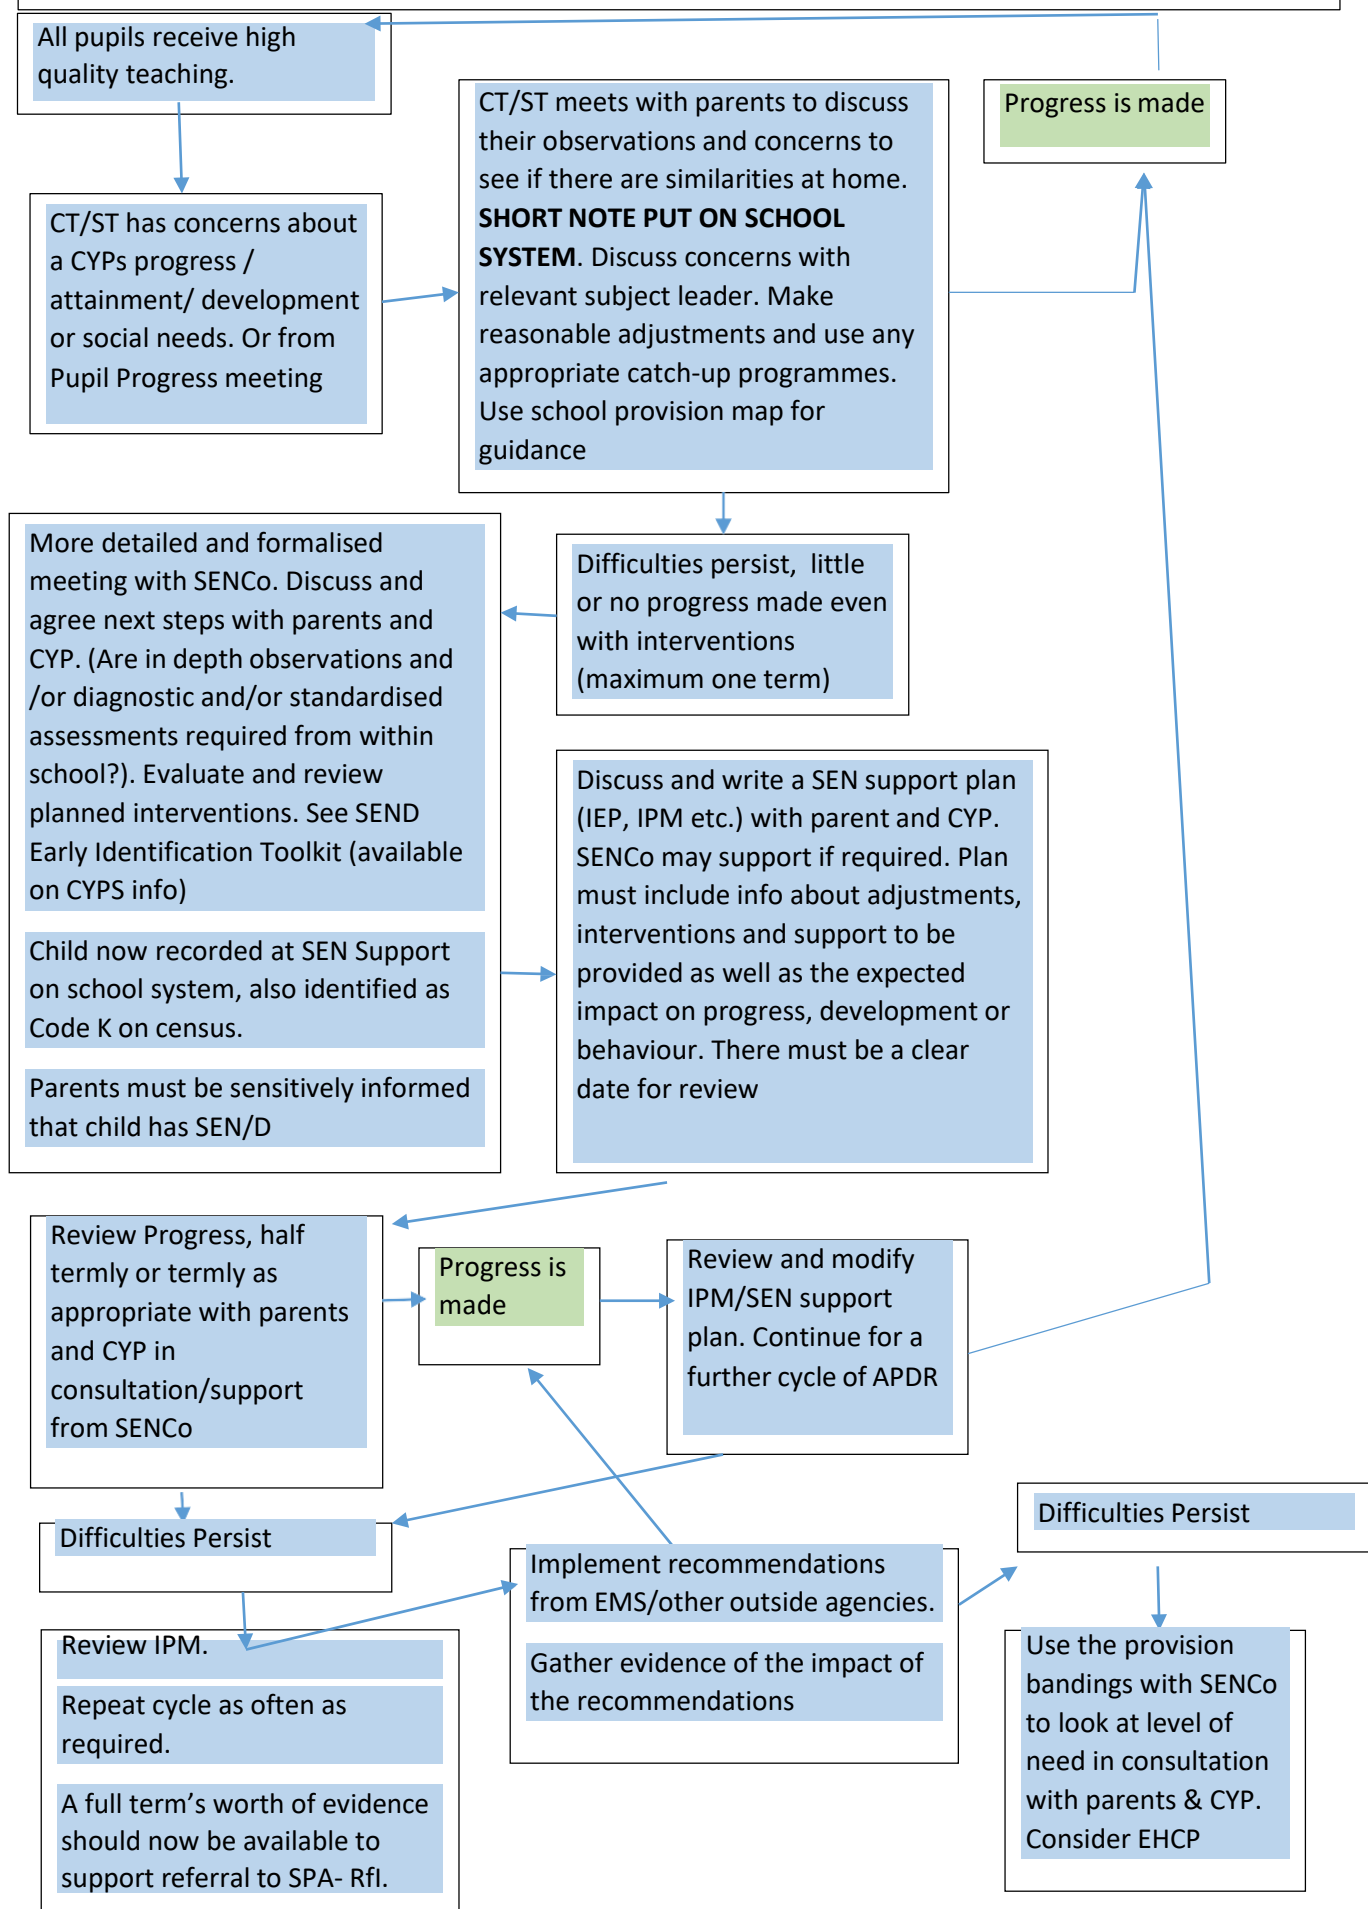 All pupils receive high
quality teaching.
CT/ST has concerns about
a CYPs progress /
attainment/ development
or social needs. Or from
Pupil Progress meeting
CT/ST meets with parents to discuss
their observations and concerns to
see if there are similarities at home.
SHORT NOTE PUT ON SCHOOL
SYSTEM. Discuss concerns with
relevant subject leader. Make
reasonable adjustments and use any
appropriate catch-up programmes.
Use school provision map for
guidance
Progress is made
Difficulties persist, little
or no progress made even
with interventions
(maximum one term)
More detailed and formalised
meeting with SENCo. Discuss and
agree next steps with parents and
CYP. (Are in depth observations and
/or diagnostic and/or standardised
assessments required from within
school?). Evaluate and review
planned interventions. See SEND
Early Identification Toolkit (available
on CYPS info)
Child now recorded at SEN Support
on school system, also identified as
Code K on census.
Parents must be sensitively informed
that child has SEN/D
Discuss and write a SEN support plan
(IEP, IPM etc.) with parent and CYP.
SENCo may support if required. Plan
must include info about adjustments,
interventions and support to be
provided as well as the expected
impact on progress, development or
behaviour. There must be a clear
date for review
Review Progress, half
termly or termly as
appropriate with parents
and CYP in
consultation/support
from SENCo
Progress is
made
Review and modify
IPM/SEN support
plan. Continue for a
further cycle of APDR
Difficulties Persist
Review IPM.
Repeat cycle as often as
required.
A full term’s worth of evidence
should now be available to
support referral to SPA- RfI.
Implement recommendations
from EMS/other outside agencies.
Gather evidence of the impact of
the recommendations
Difficulties Persist
Use the provision
bandings with SENCo
to look at level of
need in consultation
with parents & CYP.
Consider EHCP